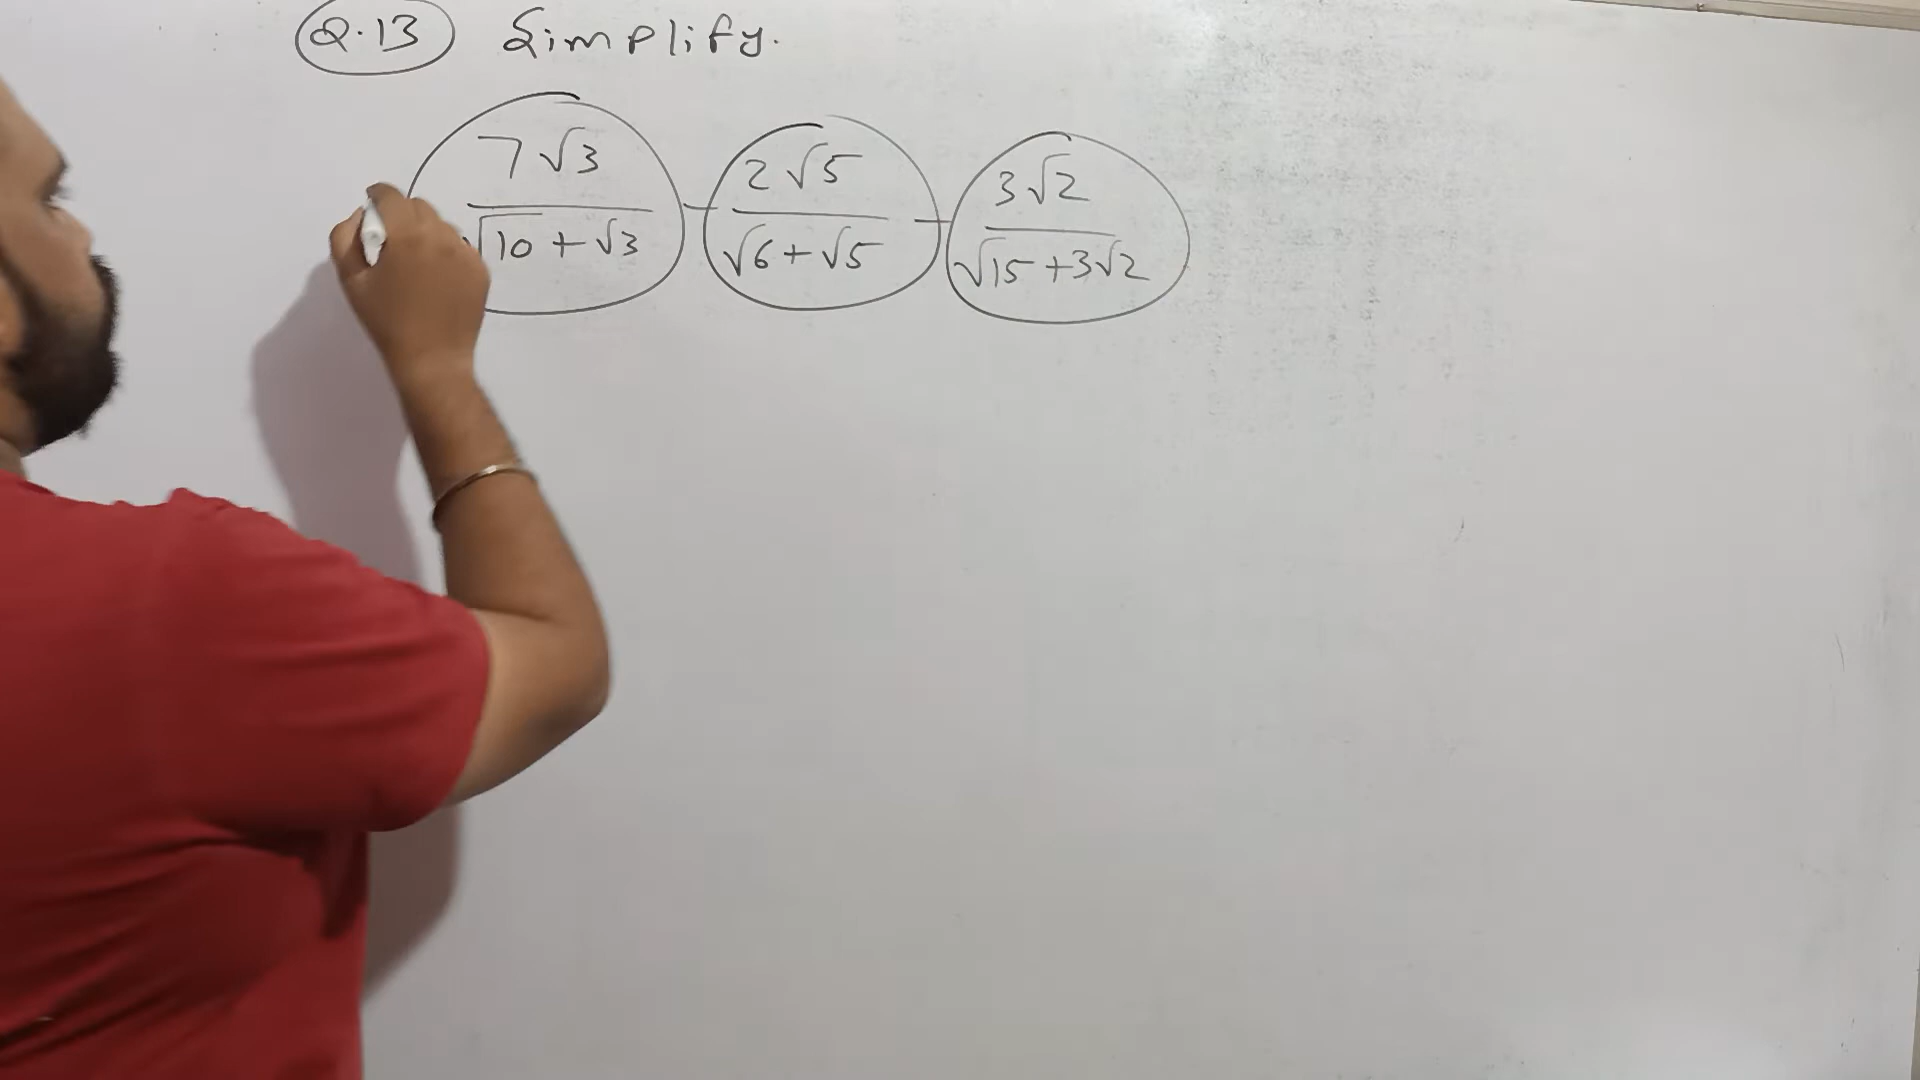 Q.13 Simplify.
7√3 / √10 + √3 - 2√5 / √6 + √5 - 3√2 / √15 + 3√2